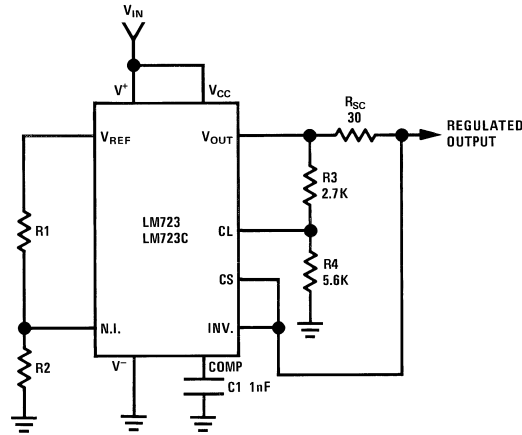 V_IN
V⁺
V_CC
V_REF
V_OUT
R_SC
30
REGULATED
OUTPUT
R3
2.7K
LM723
LM723C
CL
R1
R4
5.6K
CS
N.I.
INV.
R2
V⁻
COMP
C1 1nF